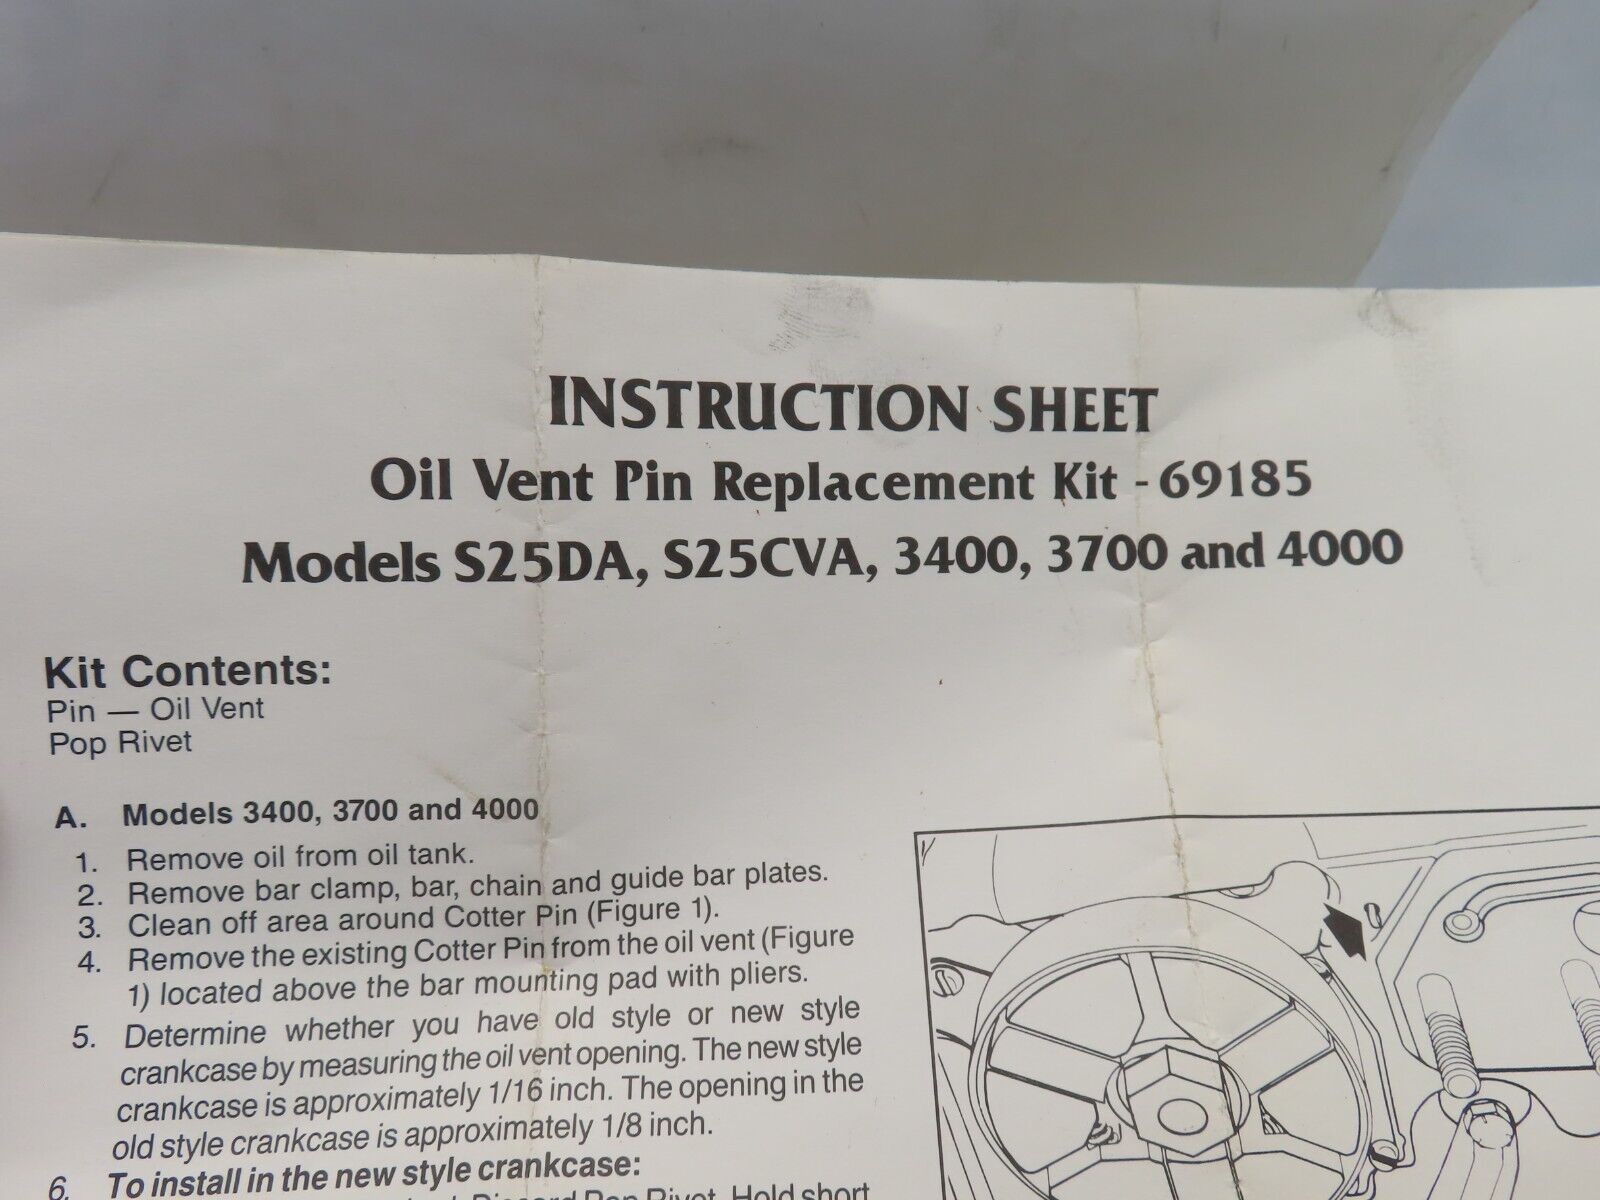 INSTRUCTION SHEET
Oil Vent Pin Replacement Kit - 69185
Models S25DA, S25CVA, 3400, 3700 and 4000
Kit Contents:
Pin — Oil Vent
Pop Rivet
A. Models 3400, 3700 and 4000
1. Remove oil from oil tank.
2. Remove bar clamp, bar, chain and guide bar plates.
3. Clean off area around Cotter Pin (Figure 1).
4. Remove the existing Cotter Pin from the oil vent (Figure
1) located above the bar mounting pad with pliers.
5. Determine whether you have old style or new style
crankcase by measuring the oil vent opening. The new style
crankcase is approximately 1/16 inch. The opening in the
old style crankcase is approximately 1/8 inch.
6. To install in the new style crankcase:
Discard Pop Rivet. Hold short